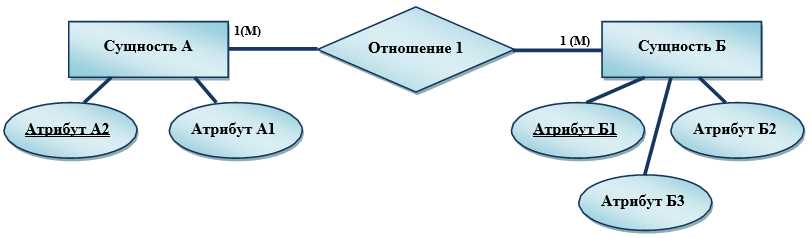 Сущность А
1(М)
Отношение 1
1 (М)
Сущность Б
Атрибут А2
Атрибут А1
Атрибут Б1
Атрибут Б2
Атрибут Б3